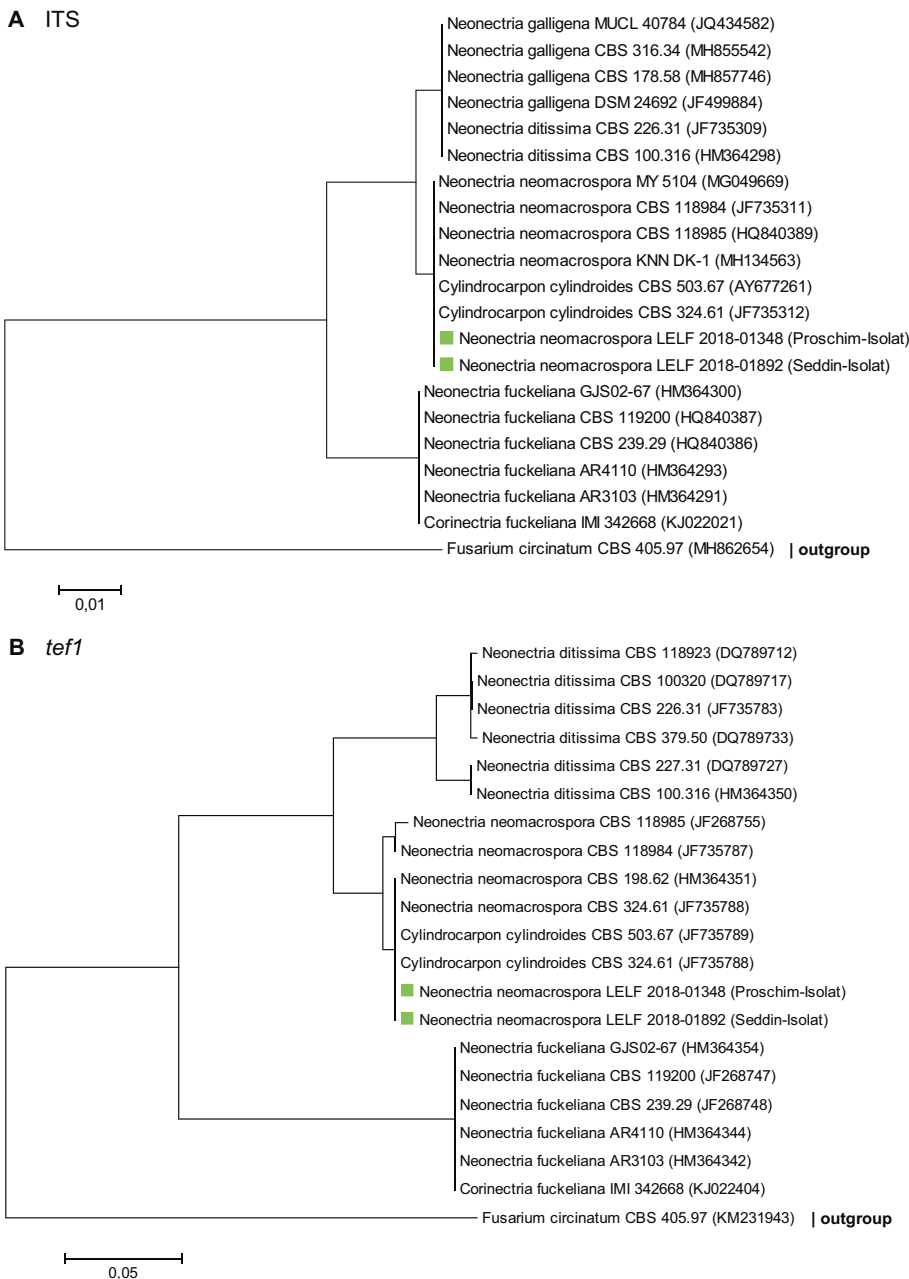 A ITS
Neonectria galligena MUCL 40784 (JQ434582)
Neonectria galligena CBS 316.34 (MH855542)
Neonectria galligena CBS 178.58 (MH857746)
Neonectria galligena DSM 24692 (JF499884)
Neonectria ditissima CBS 226.31 (JF735309)
Neonectria ditissima CBS 100.316 (HM364298)
Neonectria neomacrospora MY 5104 (MG049669)
Neonectria neomacrospora CBS 118984 (JF735311)
Neonectria neomacrospora CBS 118985 (HQ840389)
Neonectria neomacrospora KNN DK-1 (MH134563)
Cylindrocarpon cylindroides CBS 503.67 (AY677261)
Cylindrocarpon cylindroides CBS 324.61 (JF735312)
Neonectria neomacrospora LELF 2018-01348 (Proschim-Isolat)
Neonectria neomacrospora LELF 2018-01892 (Seddin-Isolat)
Neonectria fuckeliana GJS02-67 (HM364300)
Neonectria fuckeliana CBS 119200 (HQ840387)
Neonectria fuckeliana CBS 239.29 (HQ840386)
Neonectria fuckeliana AR4110 (HM364293)
Neonectria fuckeliana AR3103 (HM364291)
Corinectria fuckeliana IMI 342668 (KJ022021)
Fusarium circinatum CBS 405.97 (MH862654) | outgroup
0,01
B tef1
Neonectria ditissima CBS 118923 (DQ789712)
Neonectria ditissima CBS 100320 (DQ789717)
Neonectria ditissima CBS 226.31 (JF735783)
Neonectria ditissima CBS 379.50 (DQ789733)
Neonectria ditissima CBS 227.31 (DQ789727)
Neonectria ditissima CBS 100.316 (HM364350)
Neonectria neomacrospora CBS 118985 (JF268755)
Neonectria neomacrospora CBS 118984 (JF735787)
Neonectria neomacrospora CBS 198.62 (HM364351)
Neonectria neomacrospora CBS 324.61 (JF735788)
Cylindrocarpon cylindroides CBS 503.67 (JF735789)
Cylindrocarpon cylindroides CBS 324.61 (JF735788)
Neonectria neomacrospora LELF 2018-01348 (Proschim-Isolat)
Neonectria neomacrospora LELF 2018-01892 (Seddin-Isolat)
Neonectria fuckeliana GJS02-67 (HM364354)
Neonectria fuckeliana CBS 119200 (JF268747)
Neonectria fuckeliana CBS 239.29 (JF268748)
Neonectria fuckeliana AR4110 (HM364344)
Neonectria fuckeliana AR3103 (HM364342)
Corinectria fuckeliana IMI 342668 (KJ022404)
Fusarium circinatum CBS 405.97 (KM231943) | outgroup
0,05